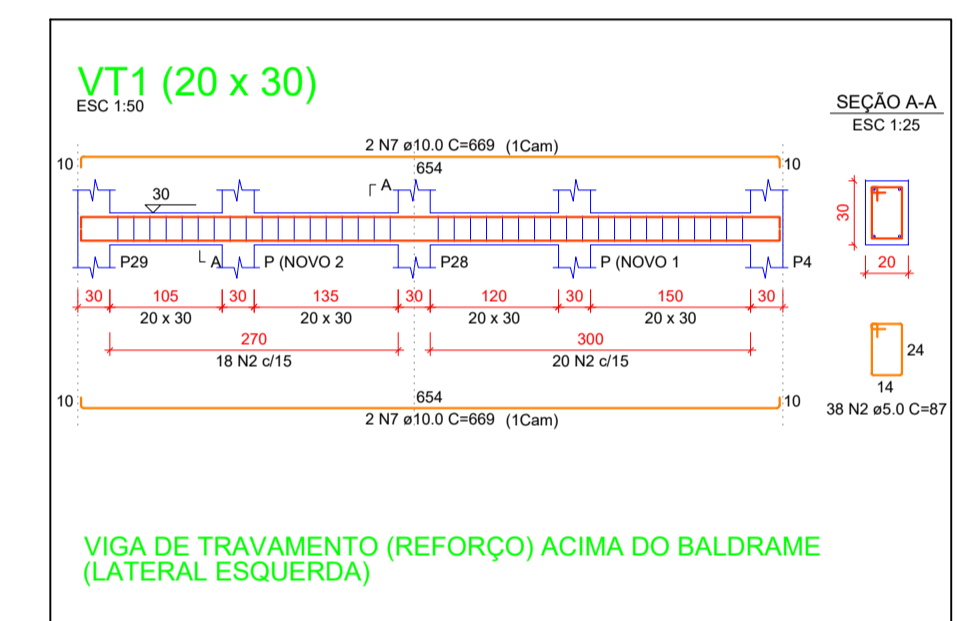 VT1 (20 x 30)
ESC 1:50
SEÇÃO A-A
ESC 1:25
2 N7 ø10.0 C=669 (1Cam)
10
654
10
30
A
30
20
P29
A
P (NOVO 2
P28
P (NOVO 1
P4
30
105
30
135
30
120
30
150
30
20 x 30
20 x 30
20 x 30
20 x 30
270
300
18 N2 c/15
20 N2 c/15
24
14
38 N2 ø5.0 C=87
10
654
10
2 N7 ø10.0 C=669 (1Cam)
VIGA DE TRAVAMENTO (REFORÇO) ACIMA DO BALDRAME
(LATERAL ESQUERDA)